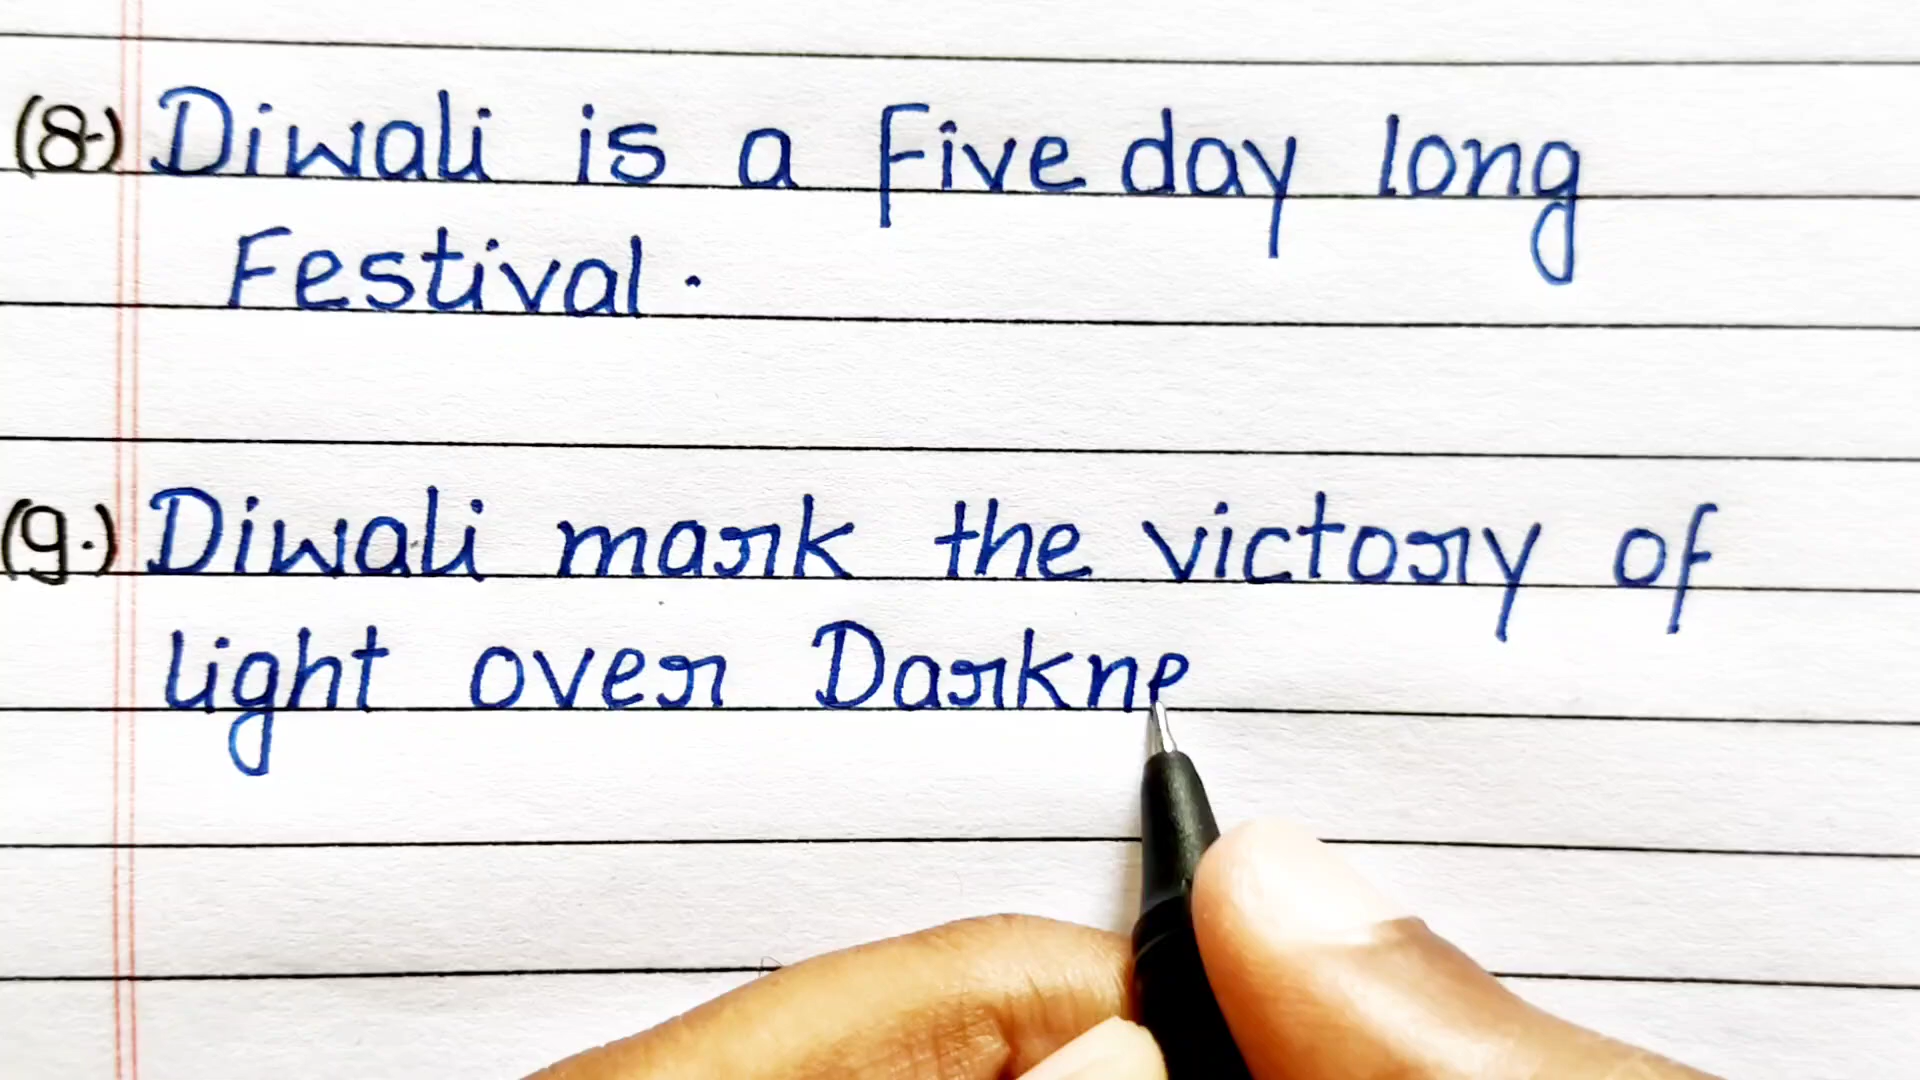 (8.) Diwali is a Five day long
Festival.
(9.) Diwali mark the victory of
light over Darkne